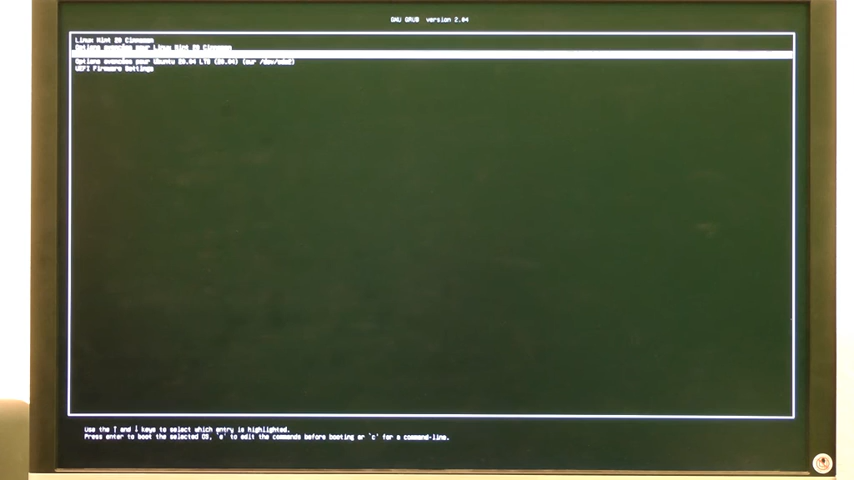 GNU GRUB version 2.04
Linux Mint 20 Cinnamon
Options avancées pour Linux Mint 20 Cinnamon
Options avancées pour Ubuntu 20.04 LTS (20.04) (sur /dev/sda2)
UEFI Firmware Settings
Use the ↑ and ↓ keys to select which entry is highlighted.
Press enter to boot the selected OS, `e' to edit the commands before booting or `c' for a command-line.